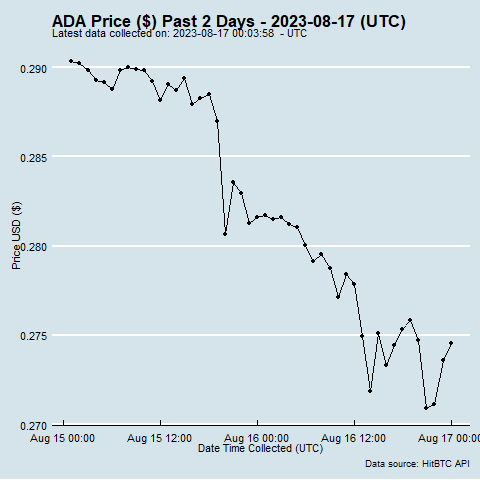 ADA Price ($) Past 2 Days - 2023-08-17 (UTC)
Latest data collected on: 2023-08-17 00:03:58 - UTC
0.290
0.285
0.280
0.275
0.270
Price USD ($)
Aug 15 00:00 Aug 15 12:00 Aug 16 00:00 Aug 16 12:00 Aug 17 00:00
Date Time Collected (UTC)
Data source: HitBTC API